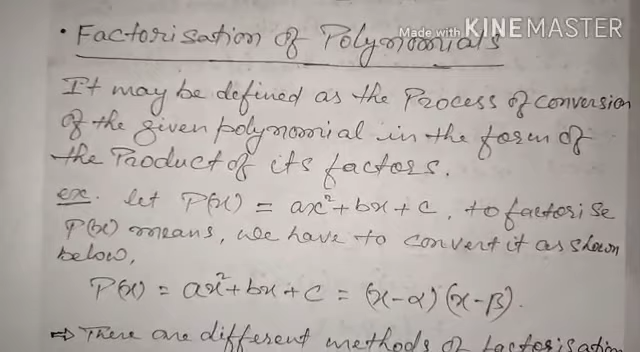 Made with KINEMASTER
• Factorisation of Polynomials
It may be defined as the Process of conversion
of the given polynomial in the form of
the Product of its factors.
ex. let P(x) = ax²+bx+c, to factorise
P(x) means, we have to convert it as shown
below,
P(x) = ax²+bx+c = (x-α)(x-β).
⇒ There are different methods of factorisation